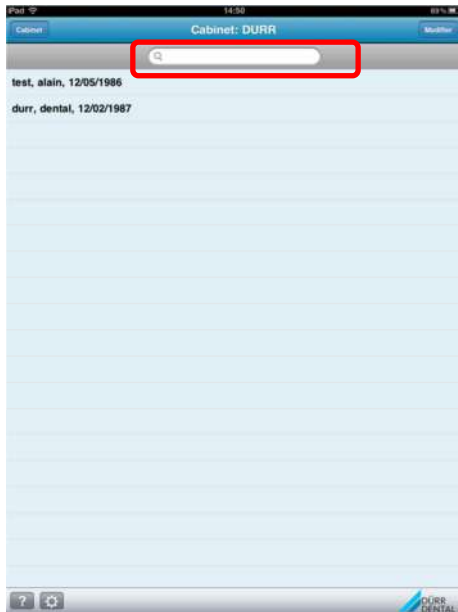 iPad 14:50 89 %
Cabinet Cabinet: DURR Modifier
test, alain, 12/05/1986
durr, dental, 12/02/1987
?
DÜRR
DENTAL